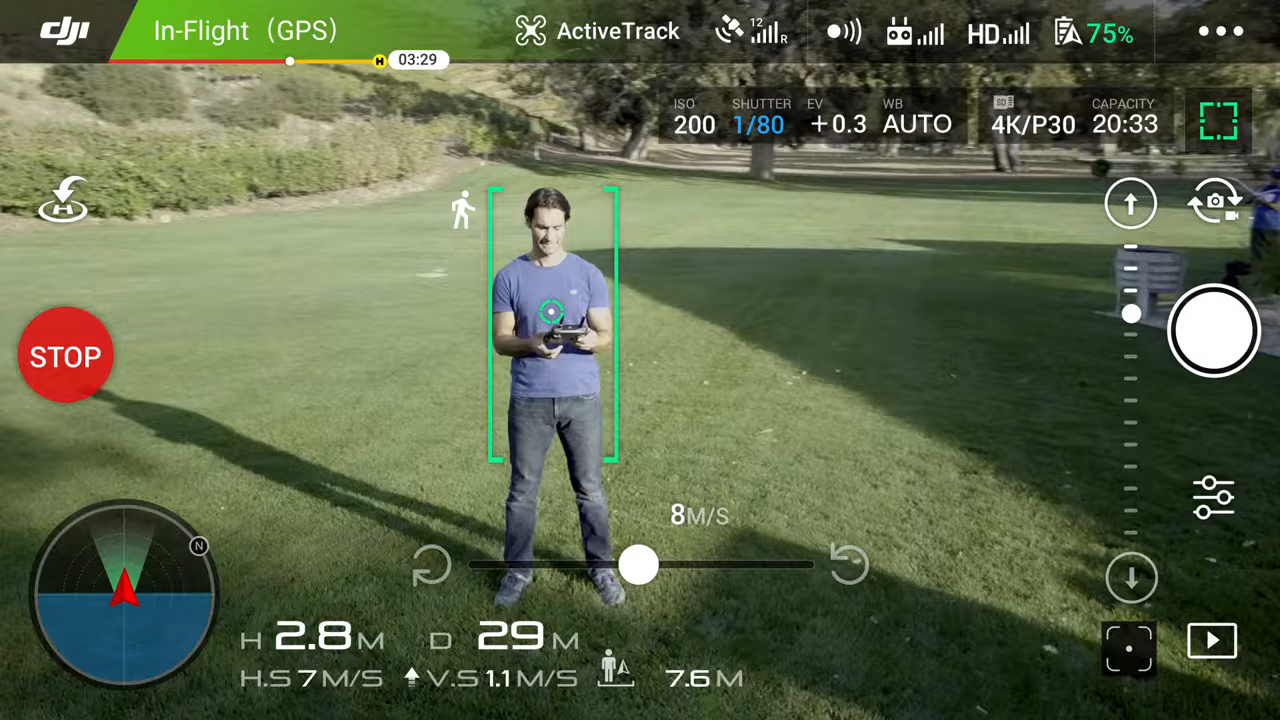 dji In-Flight (GPS) ActiveTrack 12 R HD 75%
H 03:29
ISO SHUTTER EV WB SD CAPACITY
200 1/80 +0.3 AUTO 4K/P30 20:33
H
STOP
8M/S
N
H 2.8M D 29M
H.S 7M/S V.S 1.1M/S 7.6M